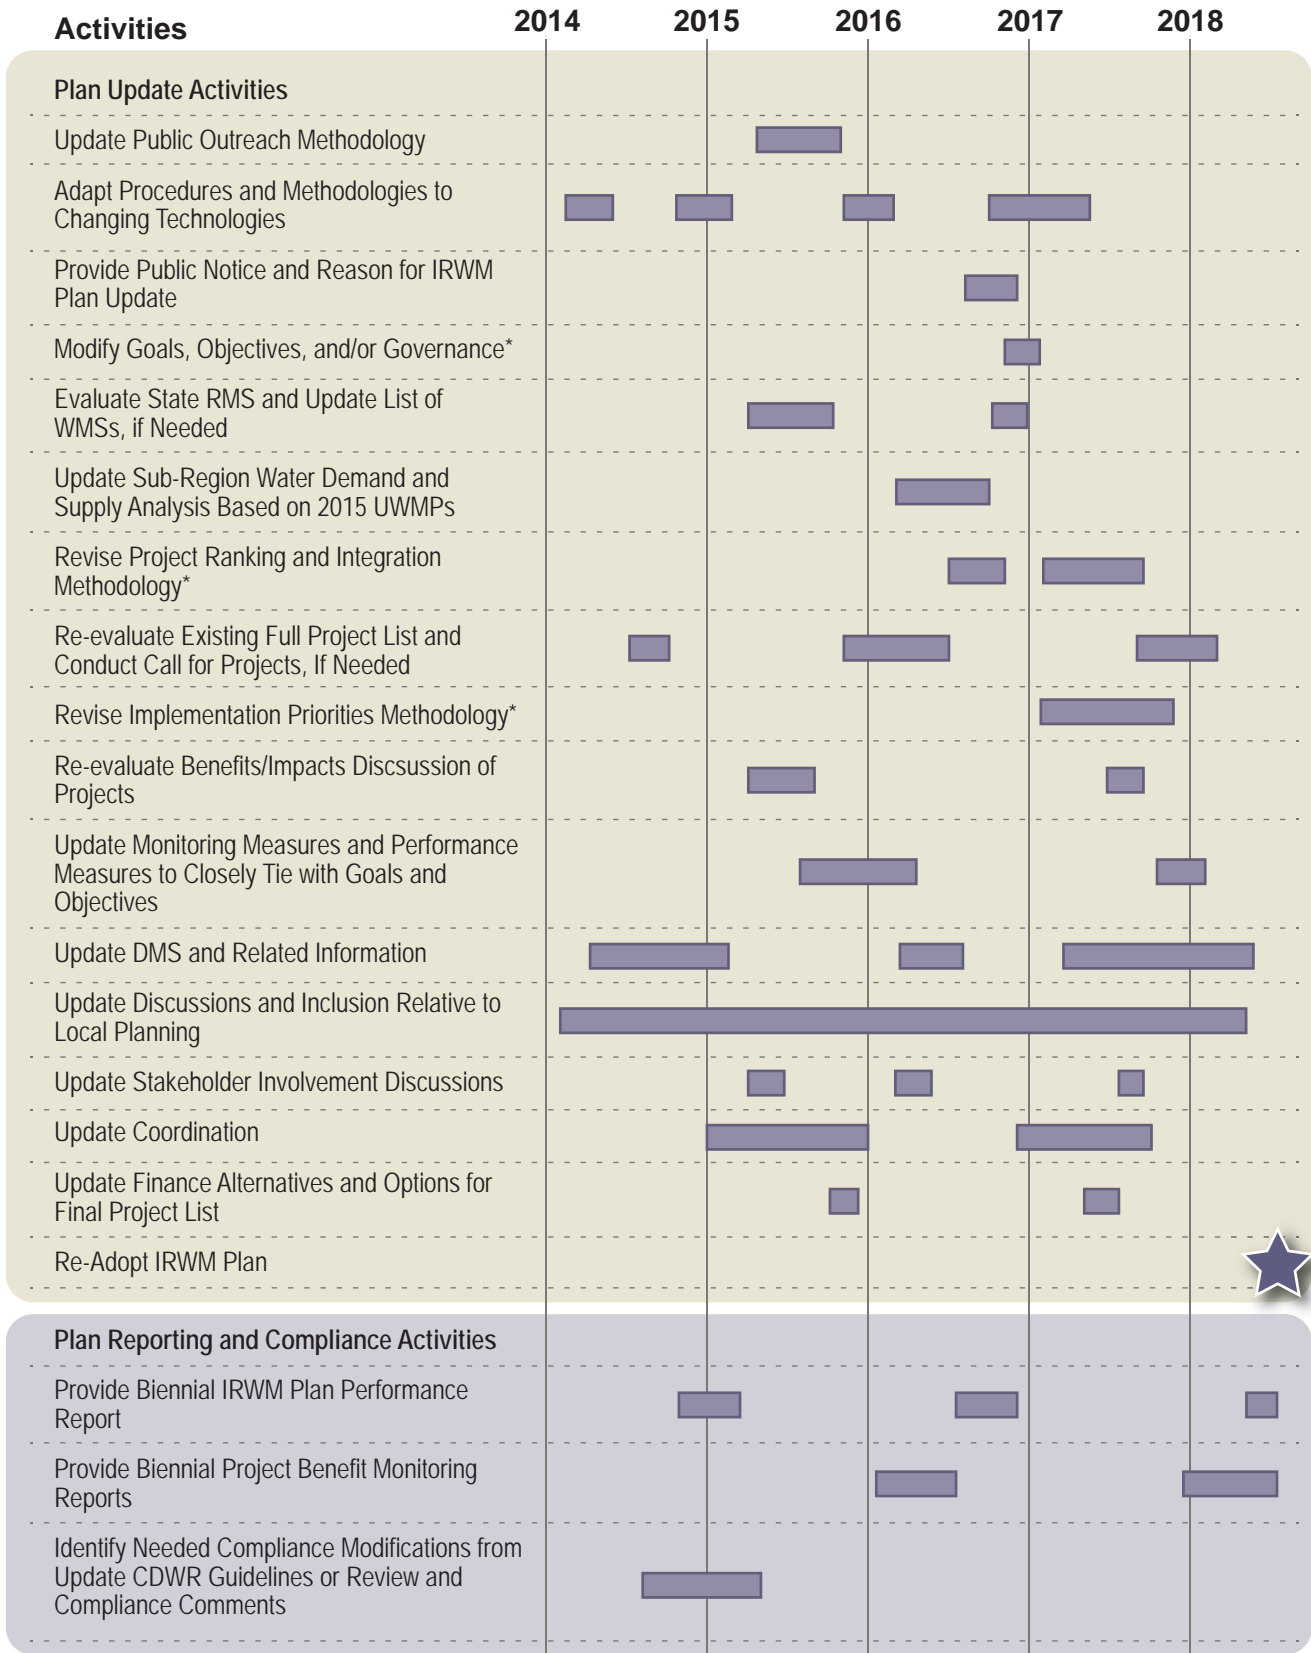 Activities 2014 2015 2016 2017 2018
Plan Update Activities
Update Public Outreach Methodology
Adapt Procedures and Methodologies to
Changing Technologies
Provide Public Notice and Reason for IRWM
Plan Update
Modify Goals, Objectives, and/or Governance*
Evaluate State RMS and Update List of
WMSs, if Needed
Update Sub-Region Water Demand and
Supply Analysis Based on 2015 UWMPs
Revise Project Ranking and Integration
Methodology*
Re-evaluate Existing Full Project List and
Conduct Call for Projects, If Needed
Revise Implementation Priorities Methodology*
Re-evaluate Benefits/Impacts Discsussion of
Projects
Update Monitoring Measures and Performance
Measures to Closely Tie with Goals and
Objectives
Update DMS and Related Information
Update Discussions and Inclusion Relative to
Local Planning
Update Stakeholder Involvement Discussions
Update Coordination
Update Finance Alternatives and Options for
Final Project List
Re-Adopt IRWM Plan
Plan Reporting and Compliance Activities
Provide Biennial IRWM Plan Performance
Report
Provide Biennial Project Benefit Monitoring
Reports
Identify Needed Compliance Modifications from
Update CDWR Guidelines or Review and
Compliance Comments